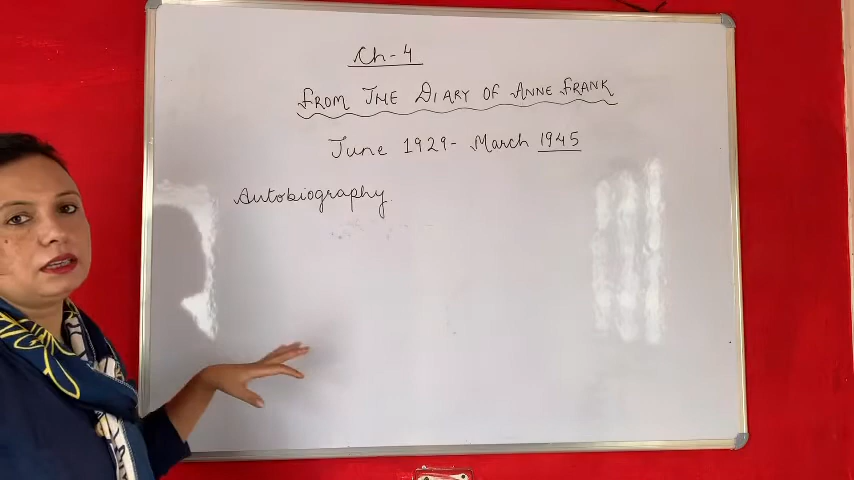 Ch-4
FROM THE DIARY OF ANNE FRANK
June 1929- March 1945
Autobiography